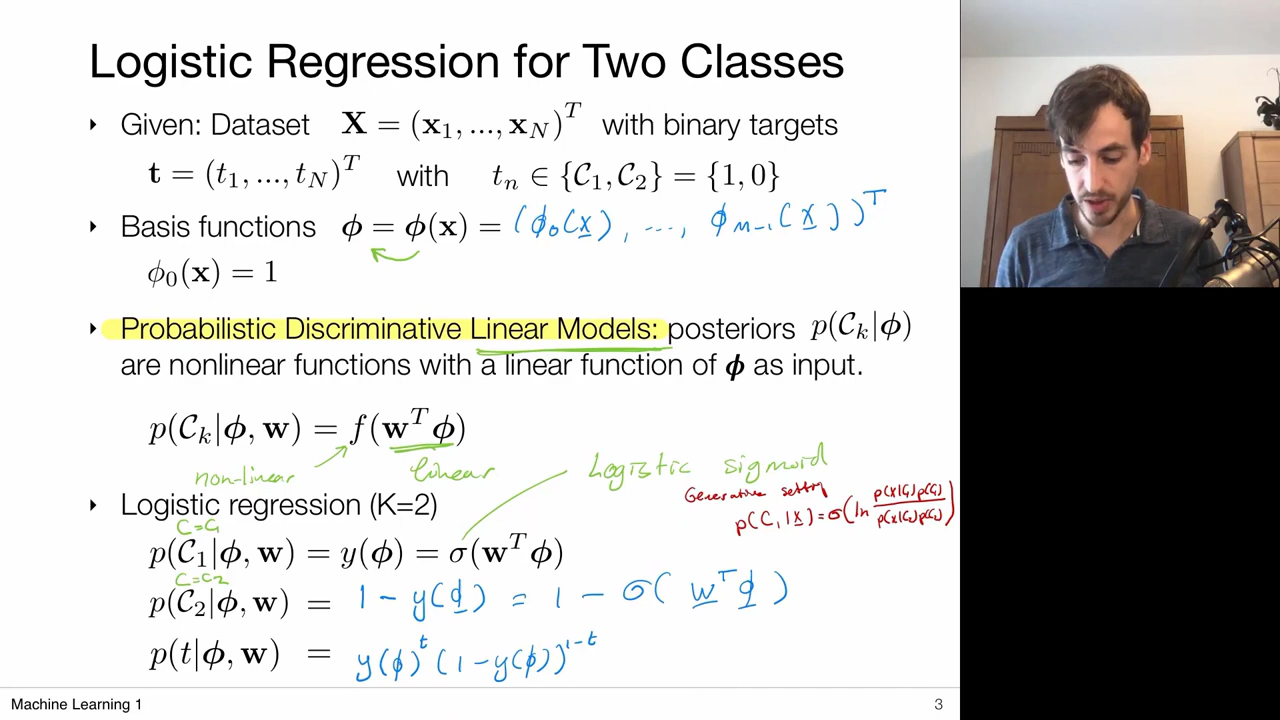 Logistic Regression for Two Classes
‣ Given: Dataset X = (x₁, ..., x_N)^T with binary targets
t = (t₁, ..., t_N)^T with t_n ∈ {C₁, C₂} = {1, 0}
‣ Basis functions ϕ = ϕ(x) = (ϕ₀(x), ..., ϕ_{M-1}(x))^T
ϕ₀(x) = 1
‣ Probabilistic Discriminative Linear Models: posteriors p(C_k|ϕ)
are nonlinear functions with a linear function of ϕ as input.
p(C_k|ϕ, w) = f(w^T ϕ)
non-linear linear Logistic sigmoid
‣ Logistic regression (K=2)
Generative setting
p(C₁|x) = σ(ln p(x|C₁)p(C₁) / p(x|C₂)p(C₂))
C=C₁
p(C₁|ϕ, w) = y(ϕ) = σ(w^T ϕ)
C=C₂
p(C₂|ϕ, w) = 1 - y(ϕ) = 1 - σ(w^T ϕ)
p(t|ϕ, w) = y(ϕ)^t (1-y(ϕ))^{1-t}
Machine Learning 1 3